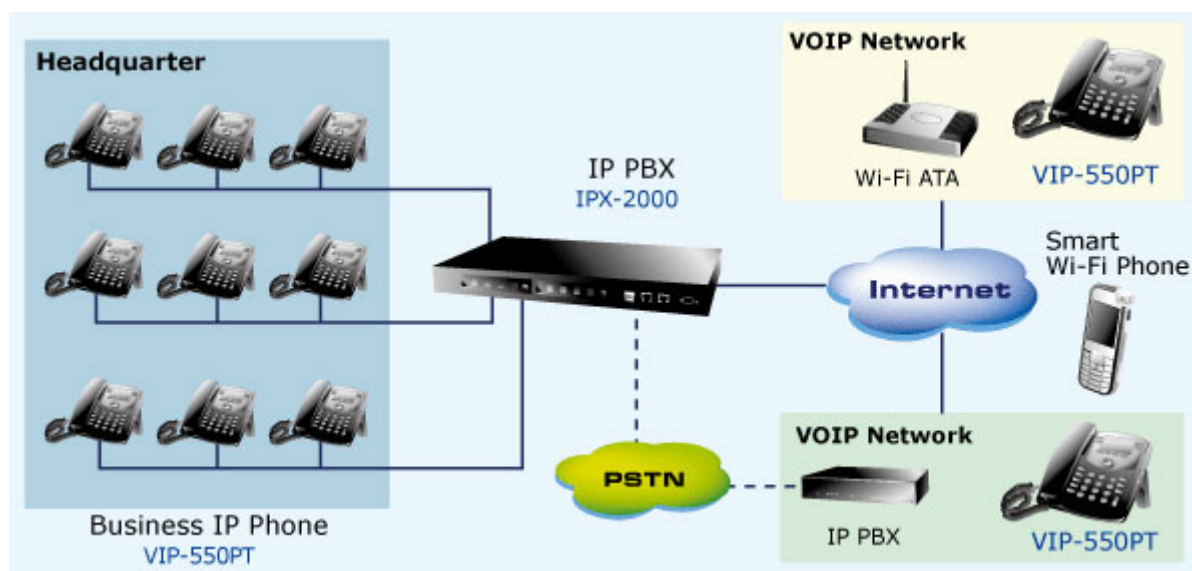 Headquarter
Business IP Phone
VIP-550PT
IP PBX
IPX-2000
VOIP Network
Wi-Fi ATA
VIP-550PT
Internet
Smart
Wi-Fi Phone
PSTN
VOIP Network
IP PBX
VIP-550PT